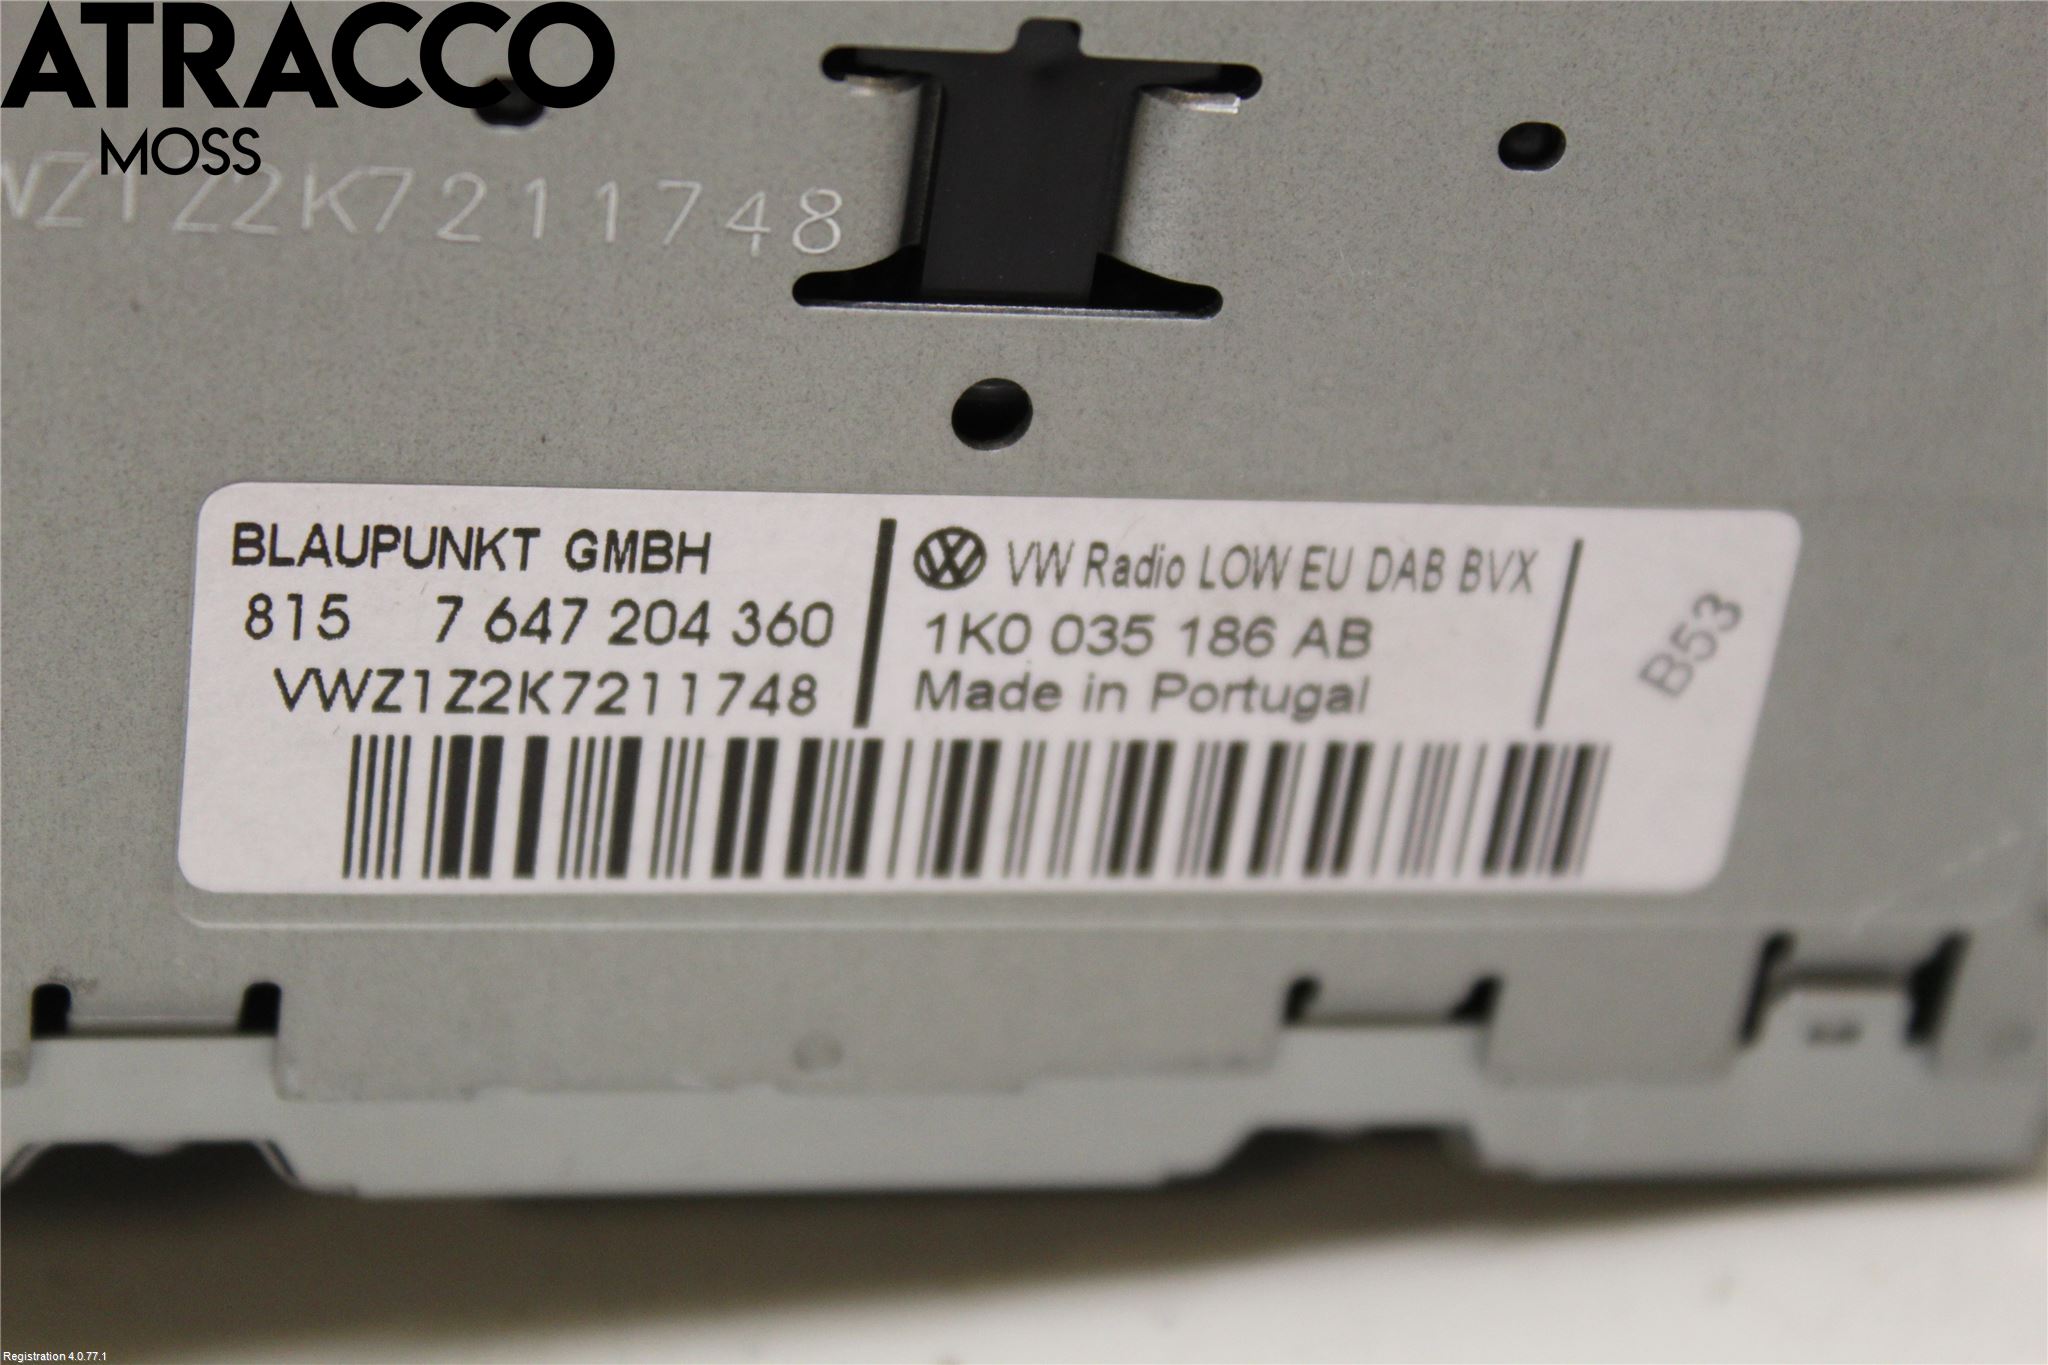 ATRACCO
MOSS
VWZ1Z2K7211748
BLAUPUNKT GMBH
815 7 647 204 360
VWZ1Z2K7211748
VW Radio LOW EU DAB BVX
1K0 035 186 AB
Made in Portugal
B53
Registration 4.0.77.1